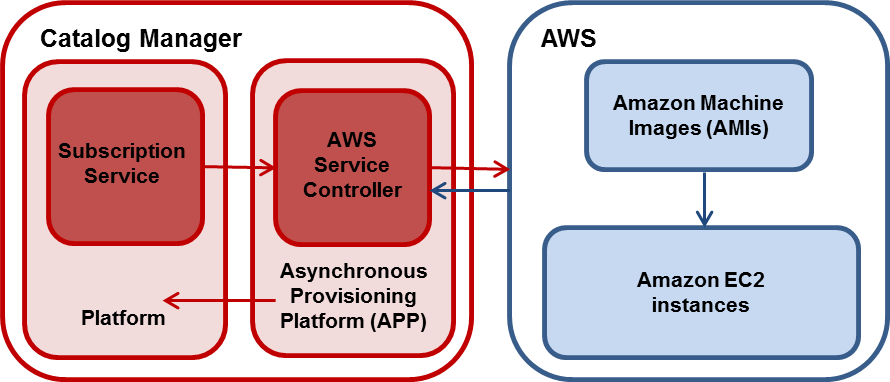 Catalog Manager
Subscription
Service
Platform
AWS
Service
Controller
Asynchronous
Provisioning
Platform (APP)
AWS
Amazon Machine
Images (AMIs)
Amazon EC2
instances